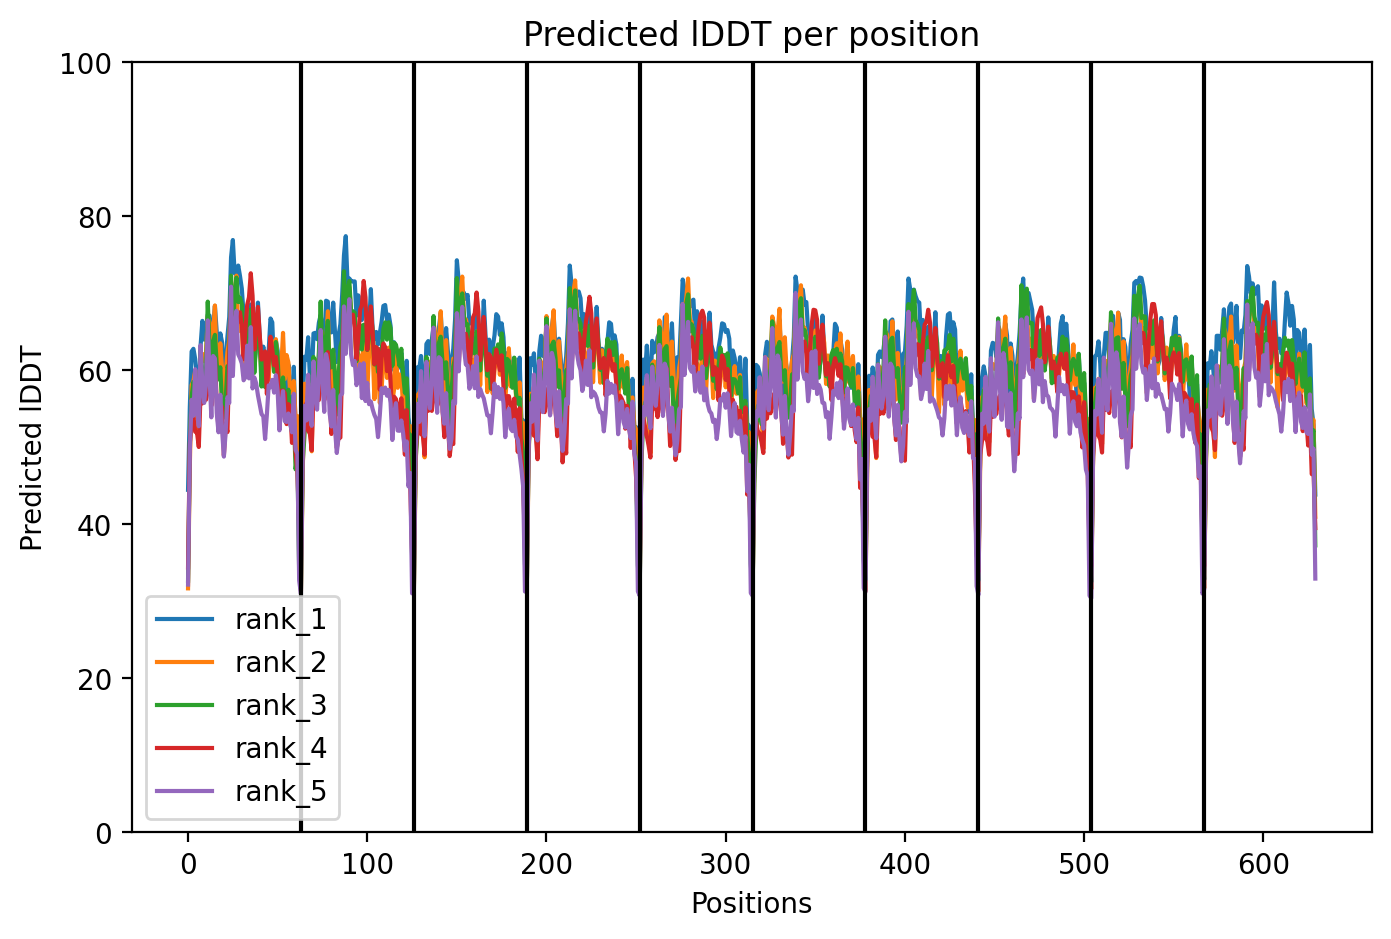 Predicted lDDT per position
100
80
60
40
20
0
Predicted lDDT
rank_1
rank_2
rank_3
rank_4
rank_5
0 100 200 300 400 500 600
Positions